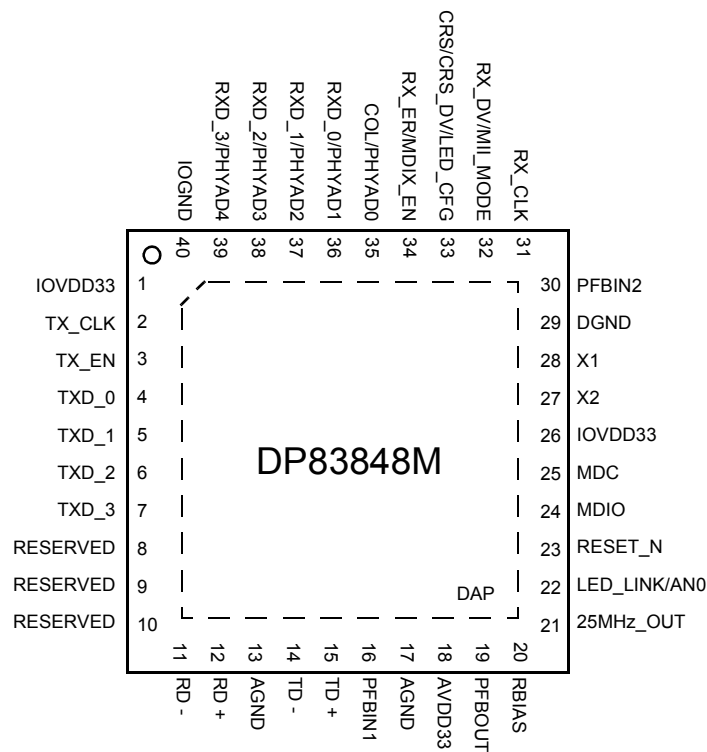 IOGND
RXD_3/PHYAD4
RXD_2/PHYAD3
RXD_1/PHYAD2
RXD_0/PHYAD1
COL/PHYAD0
RX_ER/MDIX_EN
CRS/CRS_DV/LED_CFG
RX_DV/MII_MODE
RX_CLK
40 39 38 37 36 35 34 33 32 31
IOVDD33 1
TX_CLK 2
TX_EN 3
TXD_0 4
TXD_1 5
TXD_2 6
TXD_3 7
RESERVED 8
RESERVED 9
RESERVED 10
DP83848M
DAP
30 PFBIN2
29 DGND
28 X1
27 X2
26 IOVDD33
25 MDC
24 MDIO
23 RESET_N
22 LED_LINK/AN0
21 25MHz_OUT
11 12 13 14 15 16 17 18 19 20
RD -
RD +
AGND
TD -
TD +
PFBIN1
AGND
AVDD33
PFBOUT
RBIAS